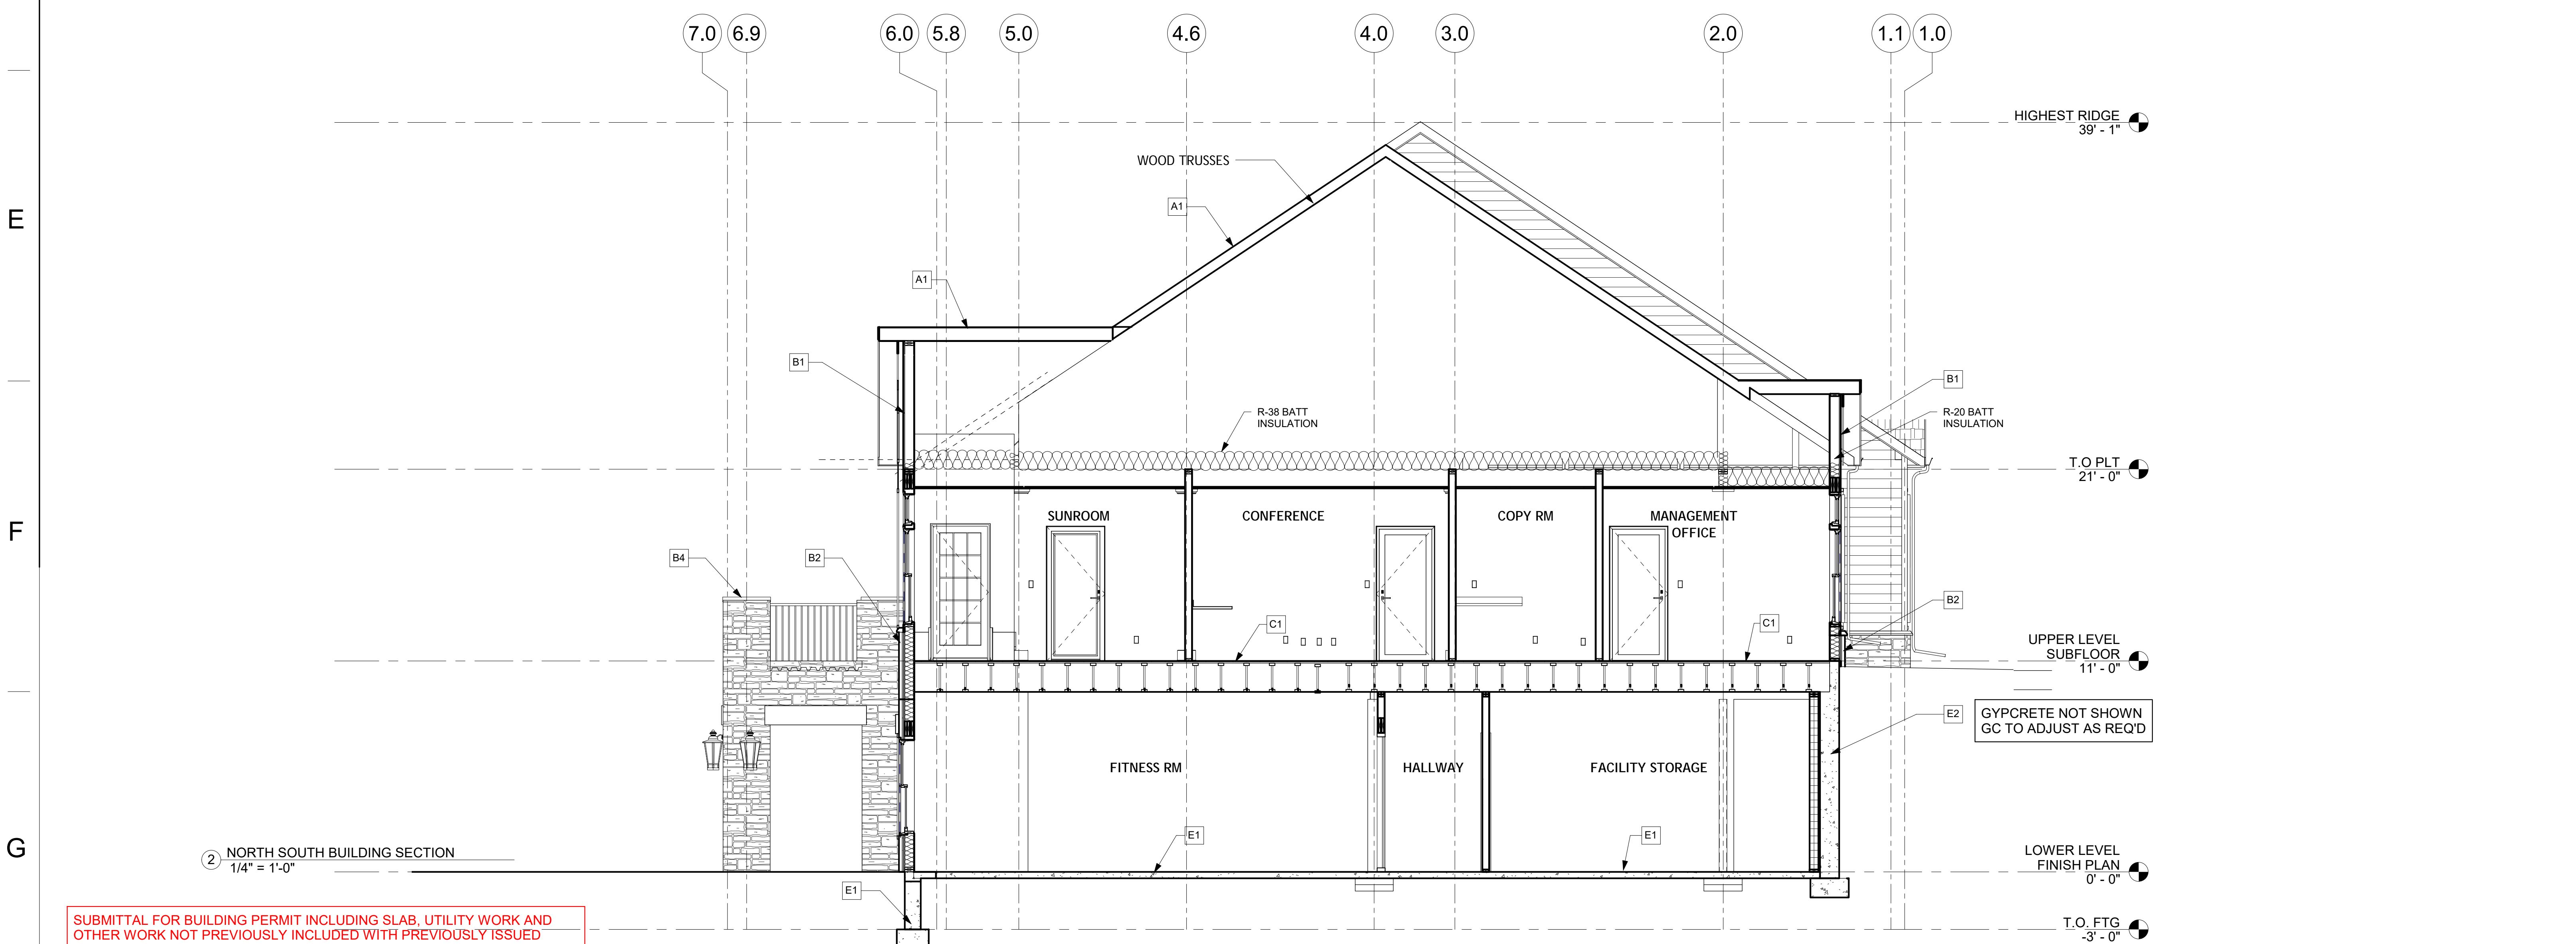 7.0
6.9
6.0
5.8
5.0
4.6
4.0
3.0
2.0
1.1
1.0
HIGHEST RIDGE
39' - 1"
WOOD TRUSSES
A1
E
A1
B1
B1
R-38 BATT
INSULATION
R-20 BATT
INSULATION
T.O PLT
21' - 0"
SUNROOM
CONFERENCE
COPY RM
MANAGEMENT
OFFICE
F
B4
B2
B2
C1
C1
UPPER LEVEL
SUBFLOOR
11' - 0"
E2
GYPCRETE NOT SHOWN
GC TO ADJUST AS REQ'D
FITNESS RM
HALLWAY
FACILITY STORAGE
E1
E1
G
2
NORTH SOUTH BUILDING SECTION
1/4" = 1'-0"
LOWER LEVEL
FINISH PLAN
0' - 0"
E1
SUBMITTAL FOR BUILDING PERMIT INCLUDING SLAB, UTILITY WORK AND
OTHER WORK NOT PREVIOUSLY INCLUDED WITH PREVIOUSLY ISSUED
T.O. FTG
-3' - 0"